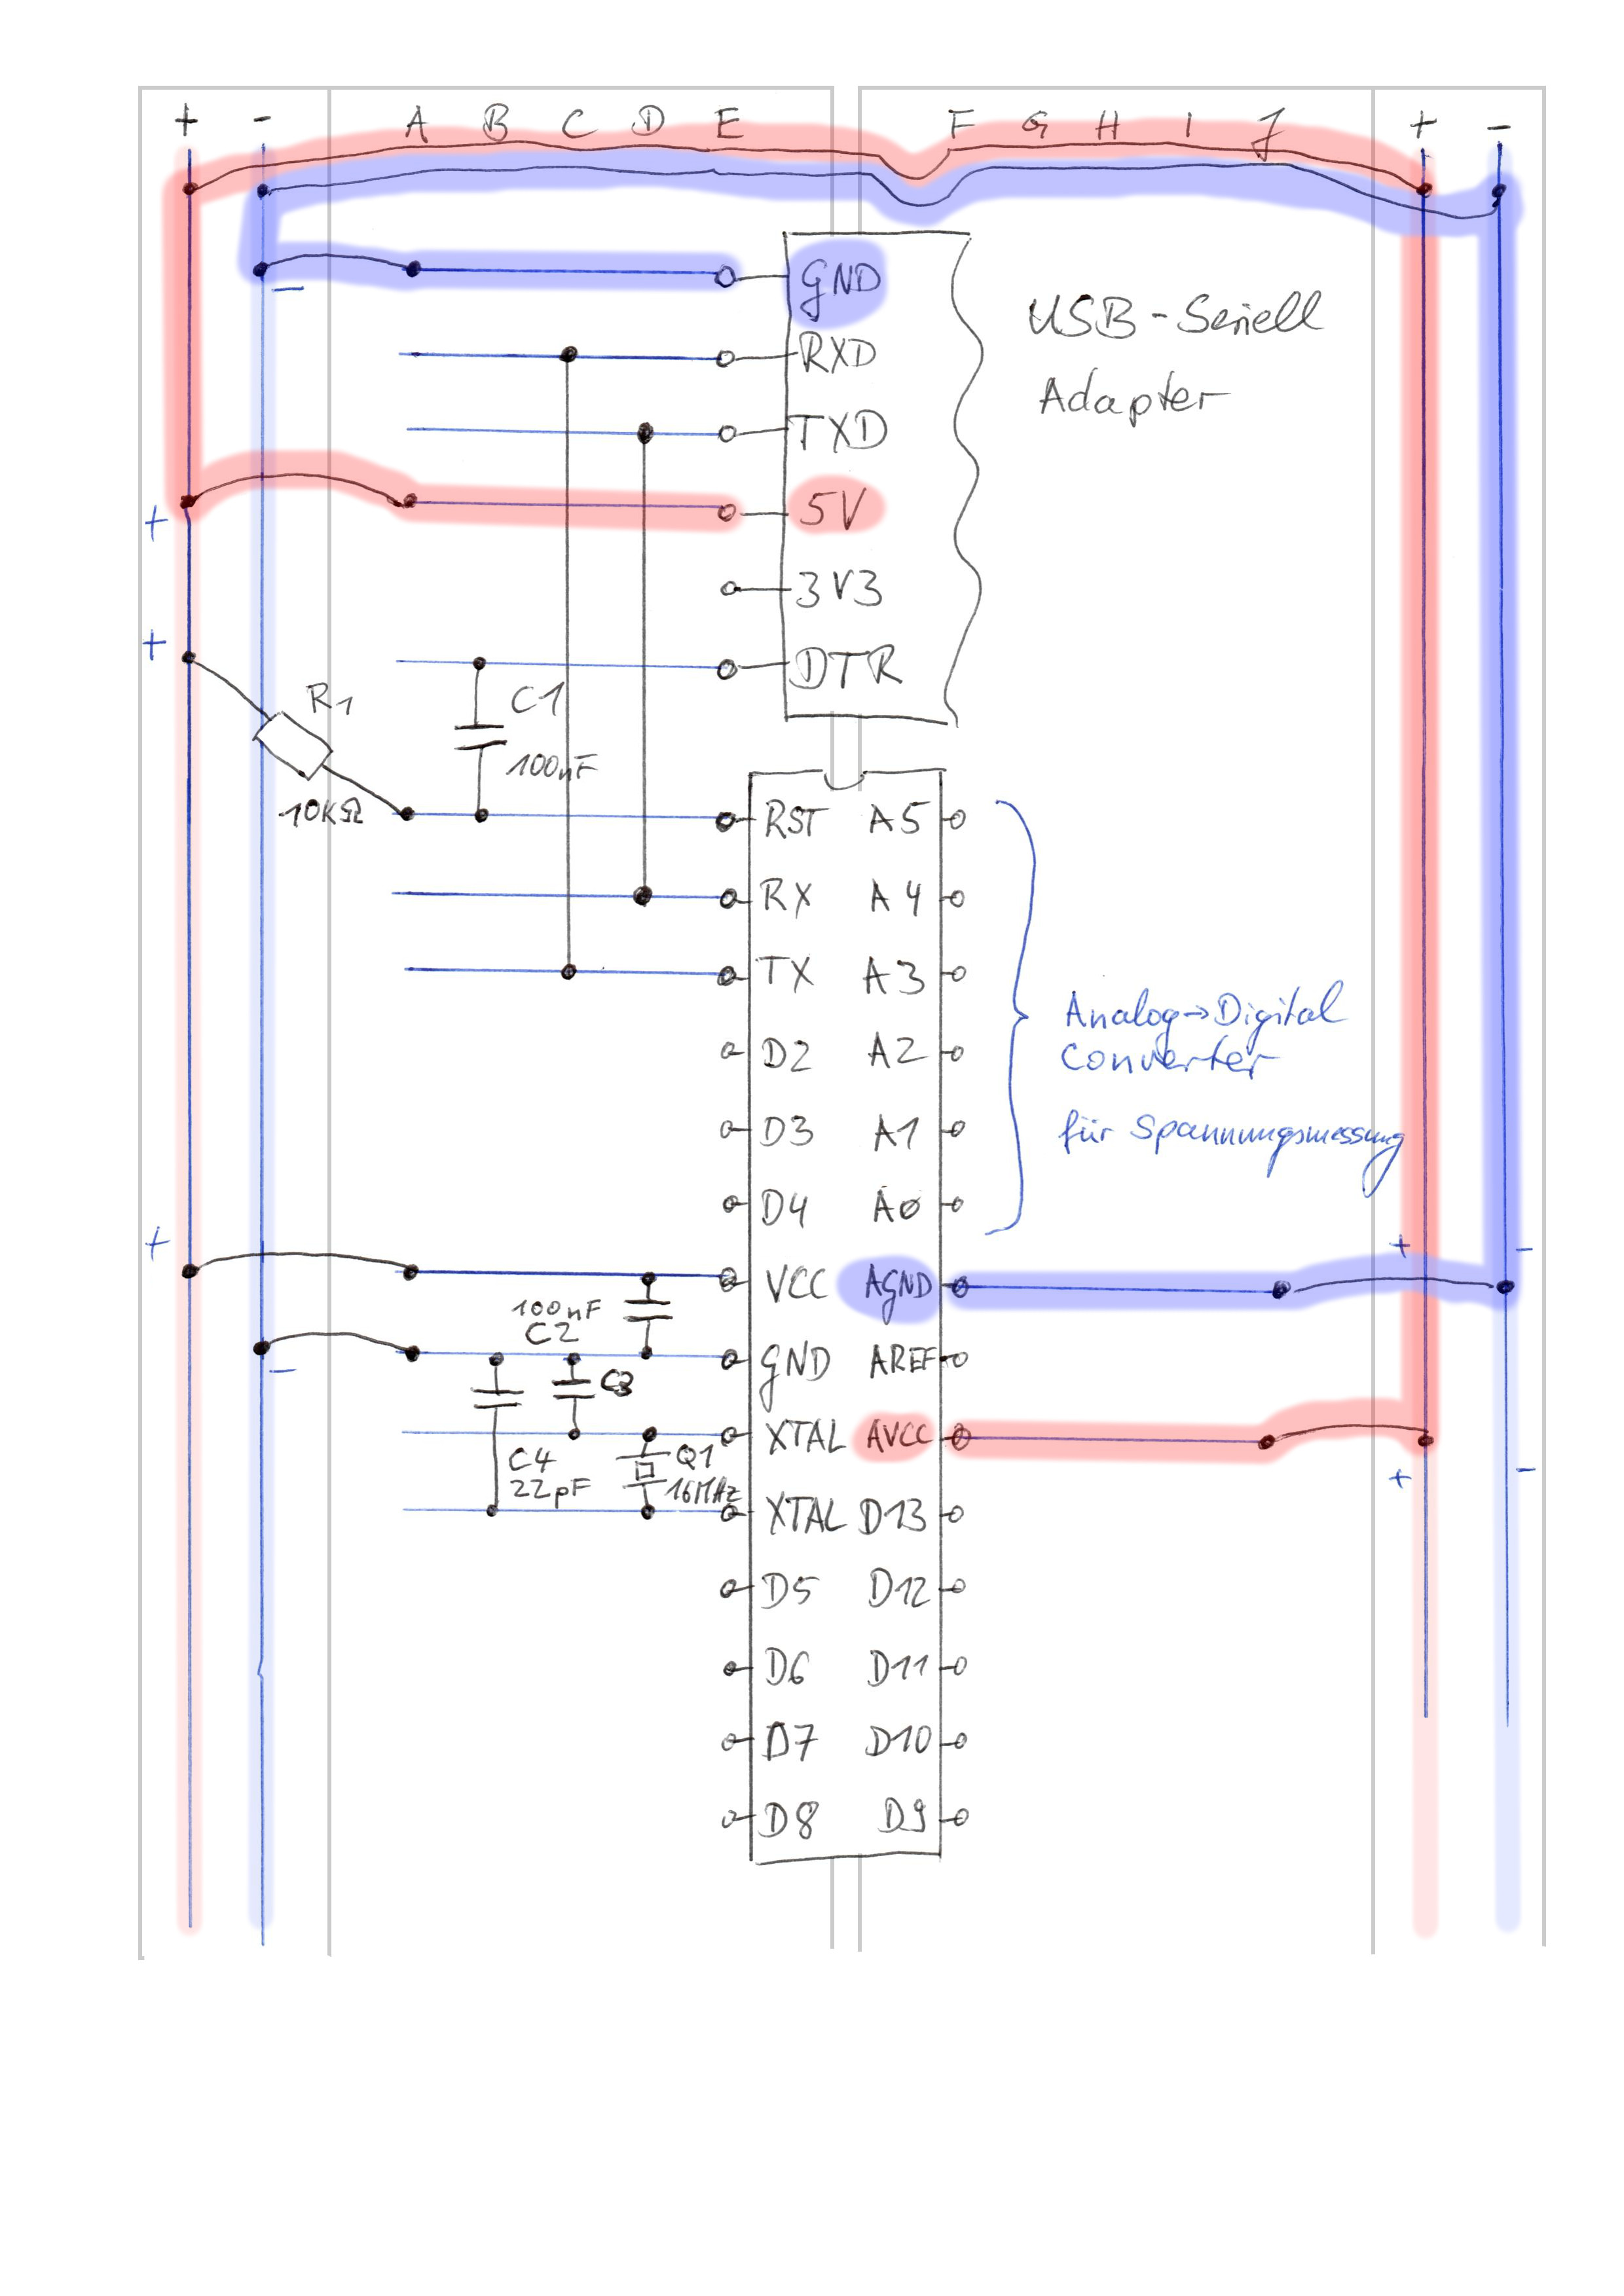 + - A B C D E F G H I J + -
GND
-
RXD
TXD
5V
+
3V3
+
DTR
USB-Seriell
Adapter
R1
10KΩ
C1
100nF
RST A5
RX A4
TX A3
D2 A2
D3 A1
D4 A0
Analog→Digital
Converter
für Spannungsmessung
+ + -
VCC AGND
100nF
C2
-
GND AREF
C3
XTAL AVCC
C4
22pF
Q1
16MHz
+ -
XTAL D13
D5 D12
D6 D11
D7 D10
D8 D9